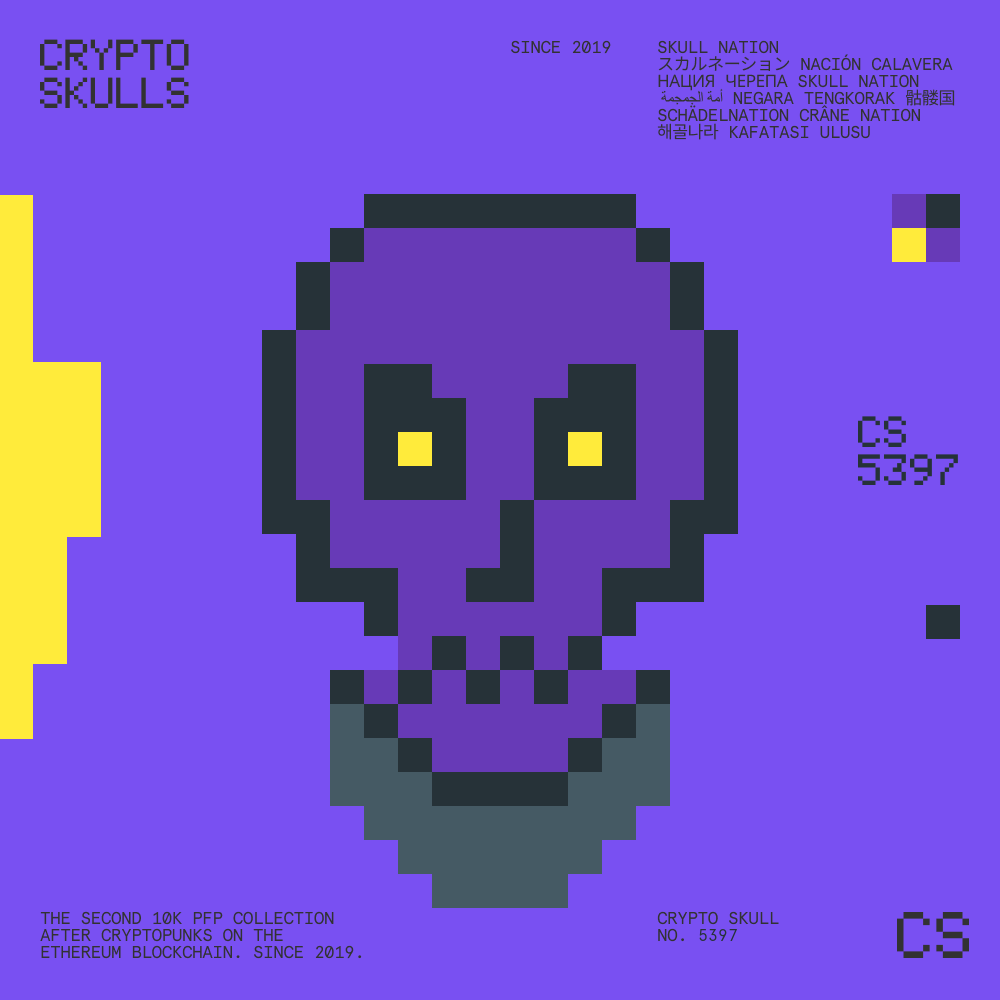 CRYPTO
SKULLS
SINCE 2019
SKULL NATION
スカルネーション NACIÓN CALAVERA
НАЦИЯ ЧЕРЕПА SKULL NATION
أمة الجمجمة NEGARA TENGKORAK 骷髅国
SCHÄDELNATION CRÂNE NATION
해골나라 KAFATASI ULUSU
CS
5397
THE SECOND 10K PFP COLLECTION
AFTER CRYPTOPUNKS ON THE
ETHEREUM BLOCKCHAIN. SINCE 2019.
CRYPTO SKULL
NO. 5397
CS